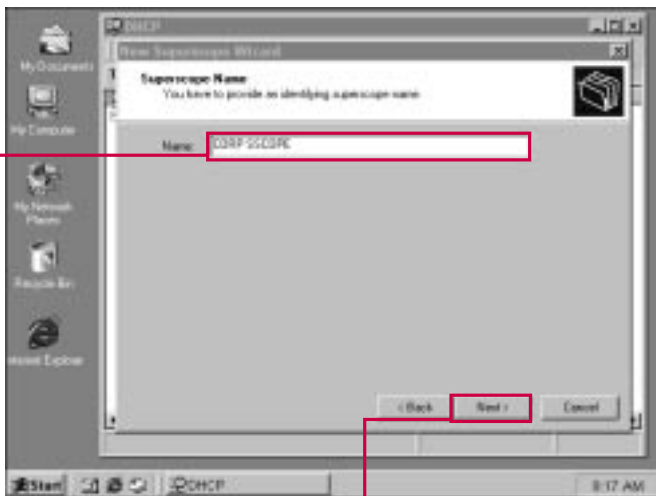 DHCP
New Superscope Wizard
My Documents
Superscope Name
You have to provide an identifying superscope name.
My Computer
Name: CORP SSCOPE
My Network
Places
Recycle Bin
Internet Explorer
< Back Next > Cancel
Start DHCP 8:17 AM